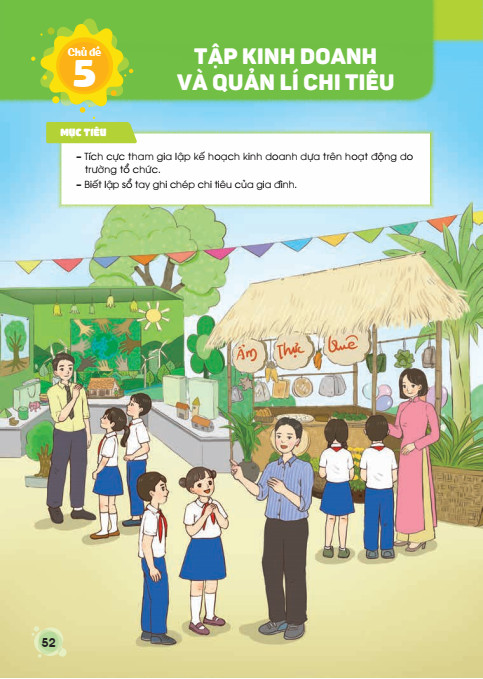 Chủ đề
5
TẬP KINH DOANH
VÀ QUẢN LÍ CHI TIÊU
MỤC TIÊU
– Tích cực tham gia lập kế hoạch kinh doanh dựa trên hoạt động do
trường tổ chức.
– Biết lập sổ tay ghi chép chi tiêu của gia đình.
Ẩm Thực Quê
52